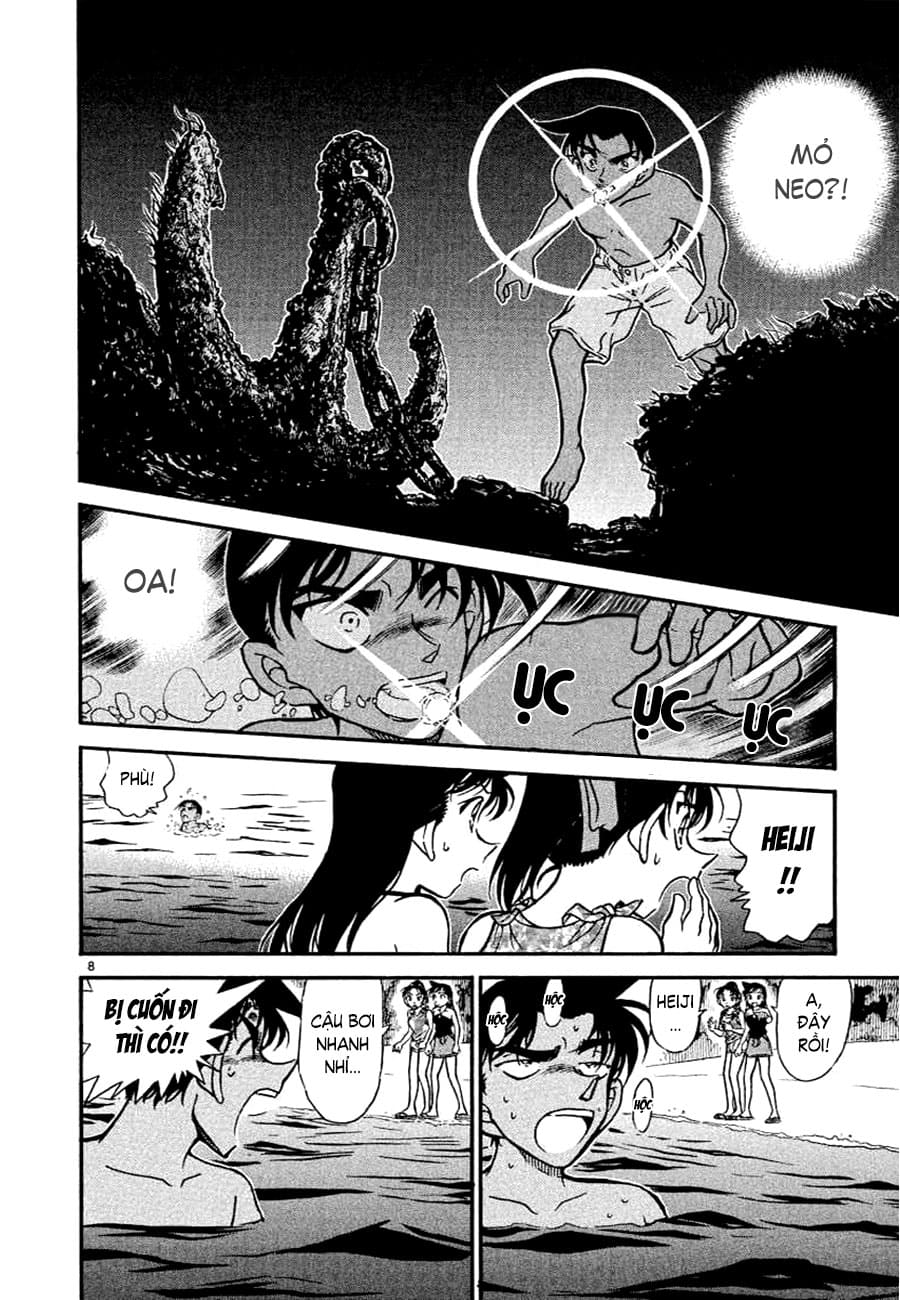 MỎ
NEO?!
OA!
ỤC
ỤC
ỤC
PHÙ!
HEIJI
!!
8
A,
ĐÂY
RỒI!
HEIJI
...
HỘC
HỘC
HỘC
CẬU BƠI
NHANH
NHỈ...
BỊ CUỐN ĐI
THÌ CÓ!!